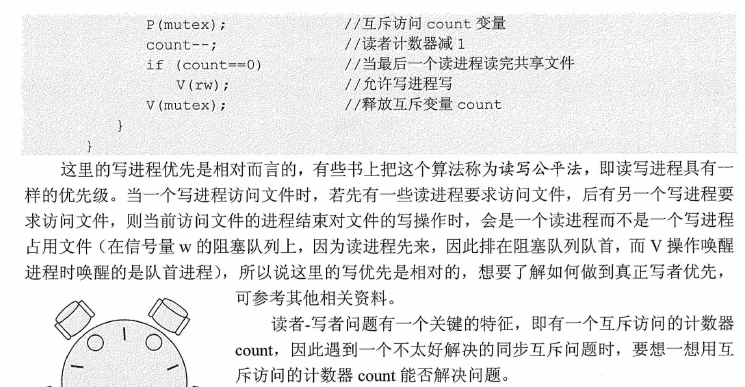 P(mutex); //互斥访问 count 变量
count--; //读者计数器减 1
if (count==0) //当最后一个读进程读完共享文件
V(rw); //允许写进程写
V(mutex); //释放互斥变量 count
}
}
这里的写进程优先是相对而言的，有些书上把这个算法称为读写公平法，即读写进程具有一
样的优先级。当一个写进程访问文件时，若先有一些读进程要求访问文件，后有另一个写进程要
求访问文件，则当前访问文件的进程结束对文件的写操作时，会是一个读进程而不是一个写进程
占用文件（在信号量 w 的阻塞队列上，因为读进程先来，因此排在阻塞队列队首，而 V 操作唤醒
进程时唤醒的是队首进程），所以说这里的写优先是相对的，想要了解如何做到真正写者优先，
可参考其他相关资料。
读者-写者问题有一个关键的特征，即有一个互斥访问的计数器
count，因此遇到一个不太好解决的同步互斥问题时，要想一想用互
斥访问的计数器 count 能否解决问题。